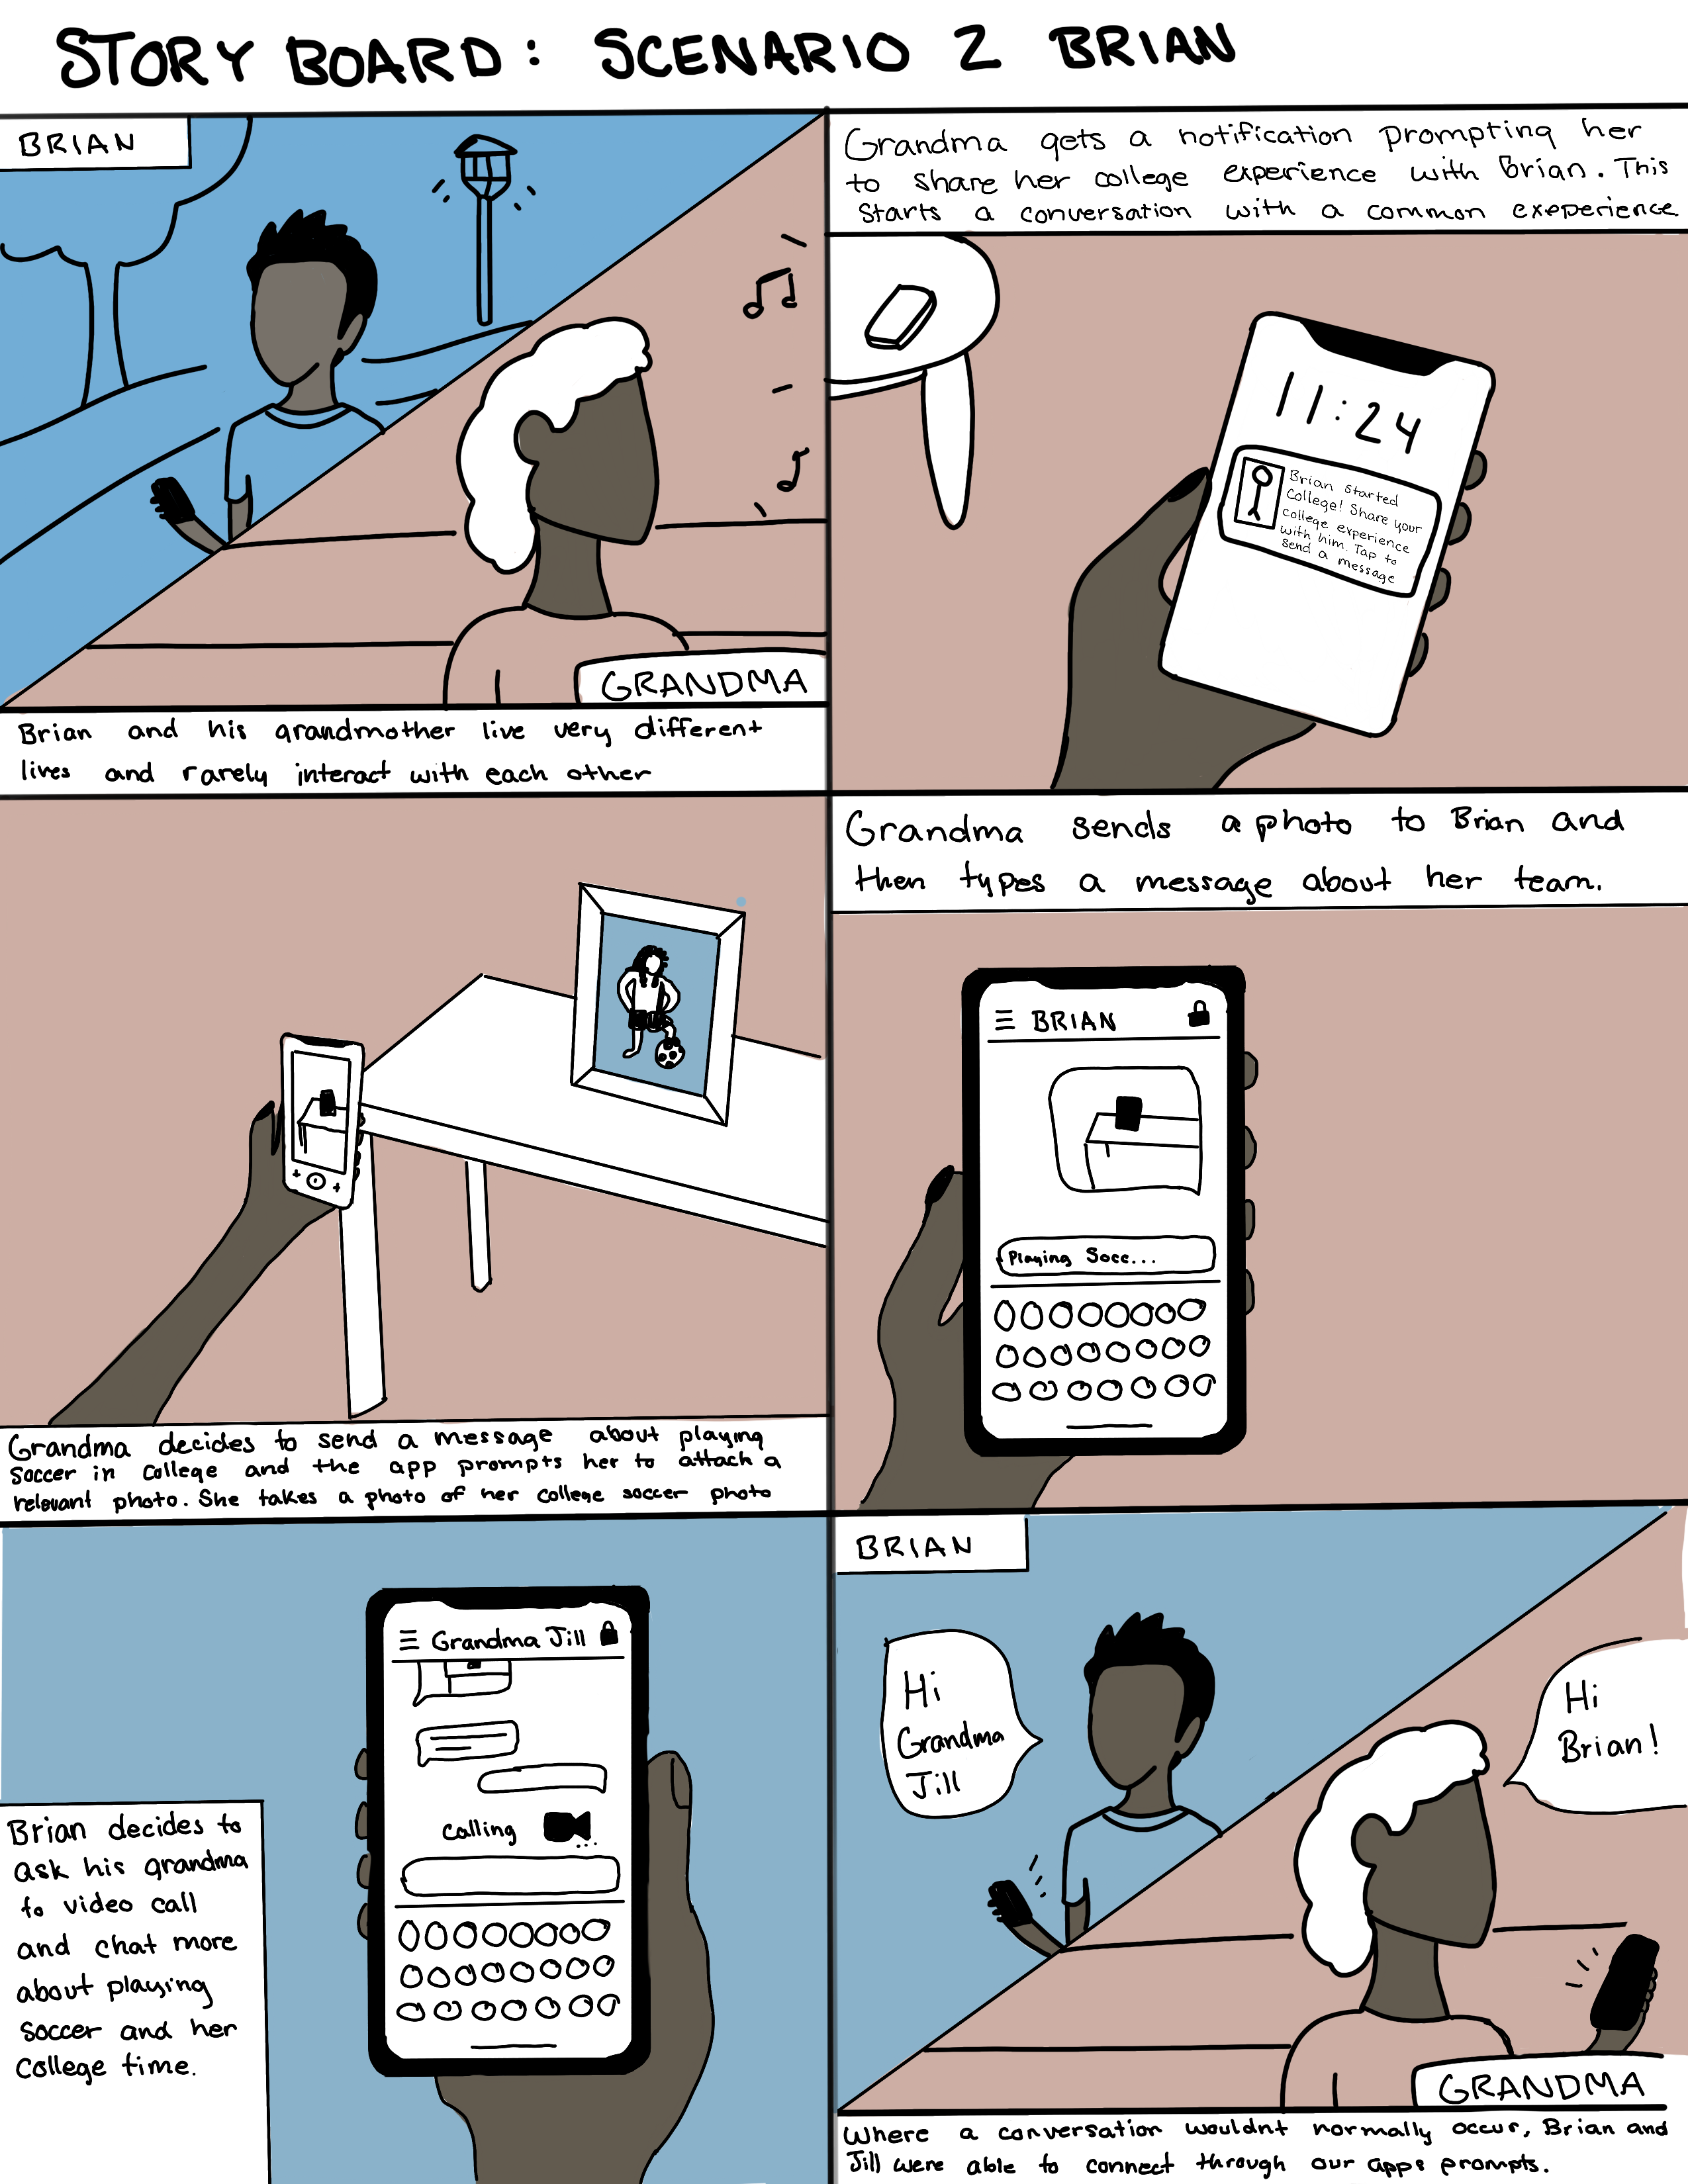 STORY BOARD: SCENARIO 2 BRIAN
BRIAN
GRANDMA
Brian and his grandmother live very different
lives and rarely interact with each other
Grandma gets a notification prompting her
to share her college experience with Brian. This
starts a conversation with a common exeperience
11:24
Brian started
College! Share your
college experience
with him. Tap to
send a message
Grandma decides to send a message about playing
soccer in college and the app prompts her to attach a
relevant photo. She takes a photo of her college soccer photo
Grandma sends a photo to Brian and
then types a message about her team.
BRIAN
Playing Socc...
Brian decides to
ask his grandma
to video call
and chat more
about playing
soccer and her
college time.
Grandma Jill
Calling
...
BRIAN
Hi
Grandma
Jill
Hi
Brian!
GRANDMA
Where a conversation wouldnt normally occur, Brian and
Jill were able to connect through our apps prompts.